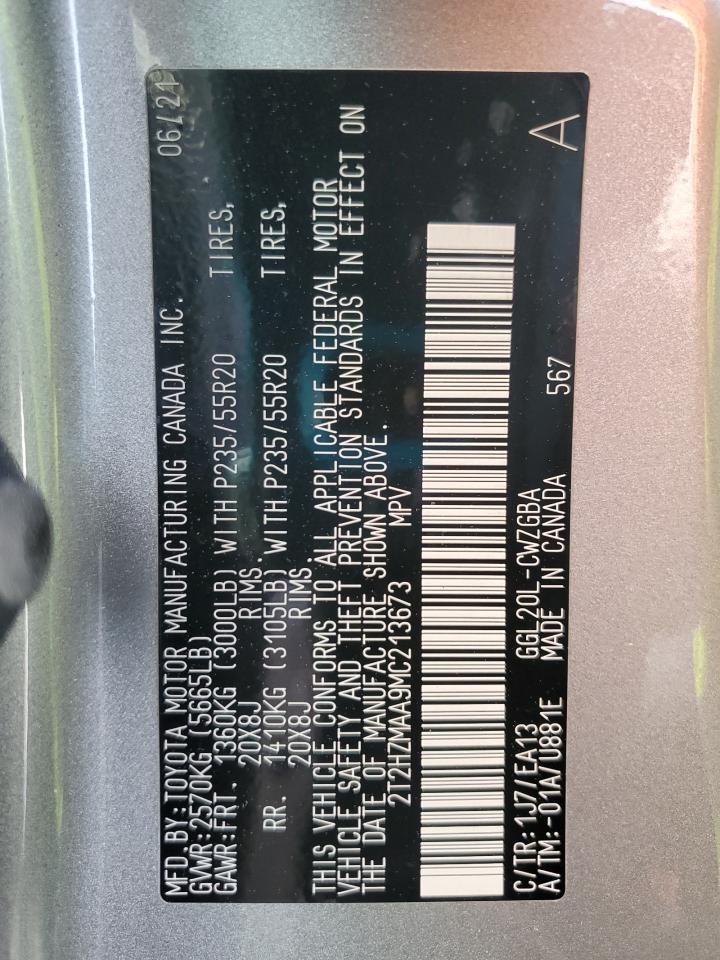 MFD.BY:TOYOTA MOTOR MANUFACTURING CANADA INC. 06/21
GVWR:2570KG (5665LB)
GAWR:FRT. 1360KG (3000LB) WITH P235/55R20 TIRES,
20X8J RIMS.
RR. 1410KG (3105LB) WITH P235/55R20 TIRES,
20X8J RIMS.
THIS VEHICLE CONFORMS TO ALL APPLICABLE FEDERAL MOTOR
VEHICLE SAFETY AND THEFT PREVENTION STANDARDS IN EFFECT ON
THE DATE OF MANUFACTURE SHOWN ABOVE.
2T2HZMAA9MC213673 MPV
C/TR:1J7/EA13 GGL20L-CWZGBA A
A/TM:-01A/U881E MADE IN CANADA 567